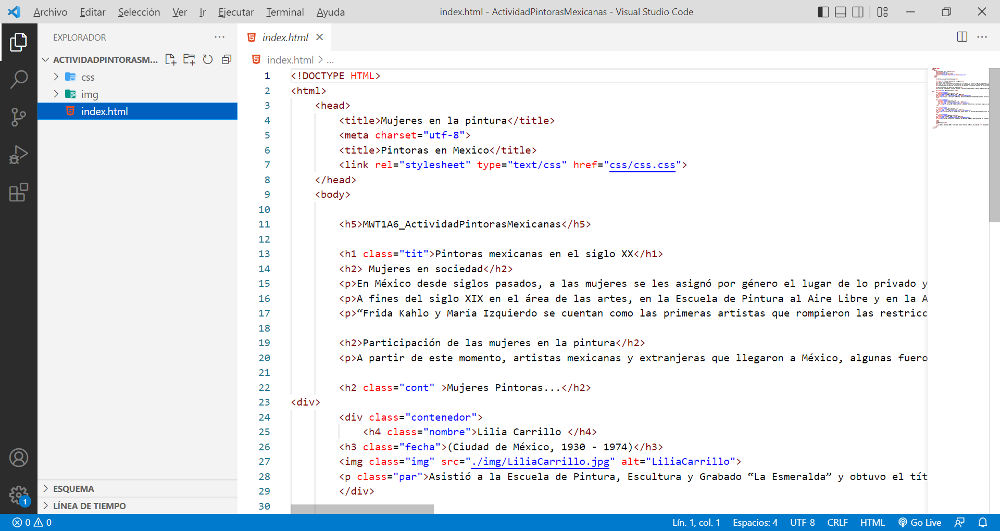 Archivo Editar Selección Ver Ir Ejecutar Terminal Ayuda
index.html - ActividadPintorasMexicanas - Visual Studio Code
EXPLORADOR
ACTIVIDADPINTORASM...
css
img
index.html
ESQUEMA
LÍNEA DE TIEMPO
1
index.html
index.html > ...
1 <!DOCTYPE HTML>
2 <html>
3 <head>
4 <title>Mujeres en la pintura</title>
5 <meta charset="utf-8">
6 <title>Pintoras en Mexico</title>
7 <link rel="stylesheet" type="text/css" href="css/css.css">
8 </head>
9 <body>
10
11 <h5>MWT1A6_ActividadPintorasMexicanas</h5>
12
13 <h1 class="tit">Pintoras mexicanas en el siglo XX</h1>
14 <h2> Mujeres en sociedad</h2>
15 <p>En México desde siglos pasados, a las mujeres se les asignó por género el lugar de lo privado y
16 <p>A fines del siglo XIX en el área de las artes, en la Escuela de Pintura al Aire Libre y en la A
17 <p>“Frida Kahlo y María Izquierdo se cuentan como las primeras artistas que rompieron las restricc
18
19 <h2>Participación de las mujeres en la pintura</h2>
20 <p>A partir de este momento, artistas mexicanas y extranjeras que llegaron a México, algunas fuero
21
22 <h2 class="cont" >Mujeres Pintoras...</h2>
23 <div>
24 <div class="contenedor">
25 <h4 class="nombre">Lilia Carrillo </h4>
26 <h3 class="fecha">(Ciudad de México, 1930 - 1974)</h3>
27 <img class="img" src="./img/LiliaCarrillo.jpg" alt="LiliaCarrillo">
28 <p class="par">Asistió a la Escuela de Pintura, Escultura y Grabado “La Esmeralda” y obtuvo el tít
29 </div>
30
0 0
Lín. 1, col. 1 Espacios: 4 UTF-8 CRLF HTML Go Live